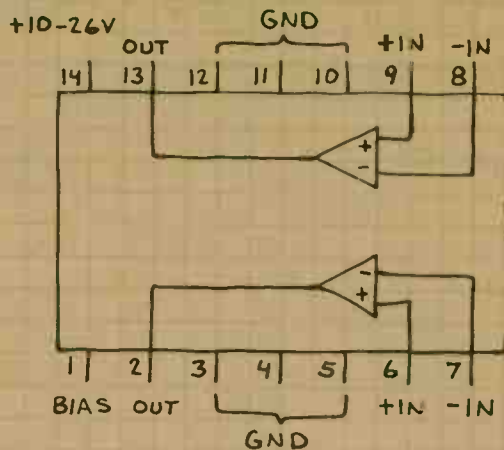 GND
+10-26V OUT +IN -IN
14 13 12 11 10 9 8
+
-
-
+
1 2 3 4 5 6 7
BIAS OUT +IN -IN
GND